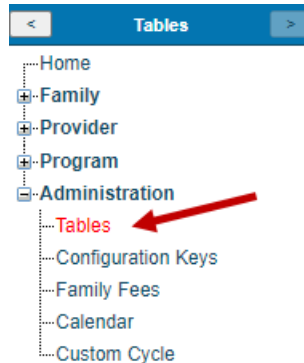 < Tables >
Home
Family
Provider
Program
Administration
Tables
Configuration Keys
Family Fees
Calendar
Custom Cycle